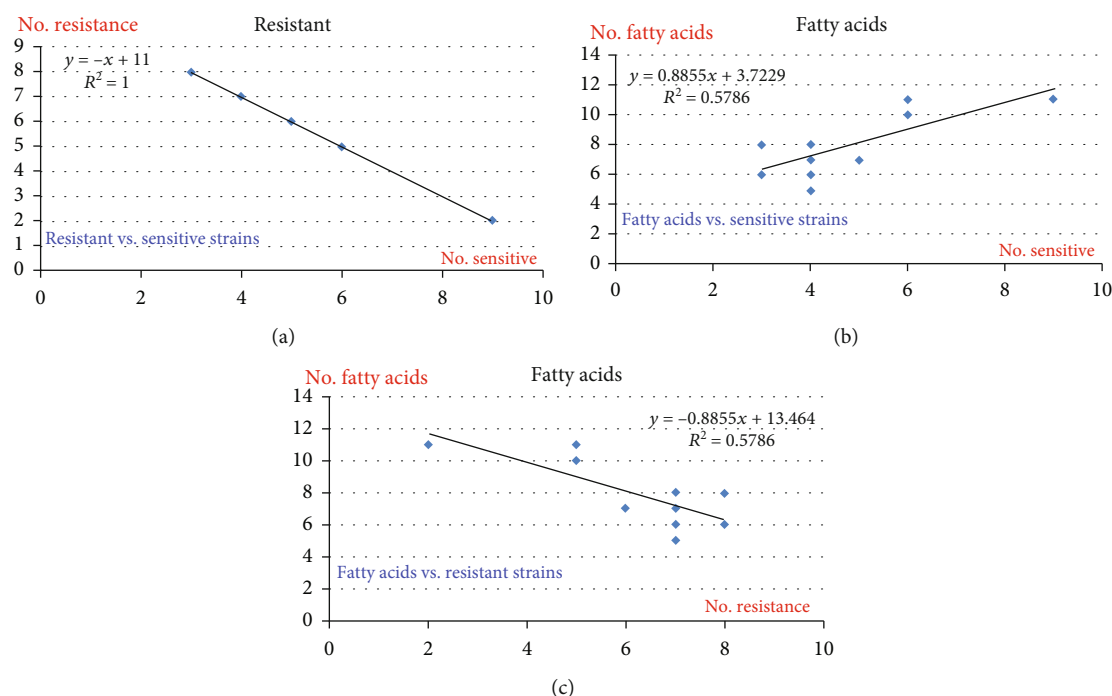 No. resistance
Resistant
9
8
7
6
5
4
3
2
1
0
y = –x + 11
R² = 1
Resistant vs. sensitive strains
No. sensitive
0 2 4 6 8 10
(a)
No. fatty acids
Fatty acids
14
12
10
8
6
4
2
0
y = 0.8855x + 3.7229
R² = 0.5786
Fatty acids vs. sensitive strains
No. sensitive
0 2 4 6 8 10
(b)
No. fatty acids
Fatty acids
14
12
10
8
6
4
2
0
y = –0.8855x + 13.464
R² = 0.5786
Fatty acids vs. resistant strains
No. resistance
0 2 4 6 8 10
(c)